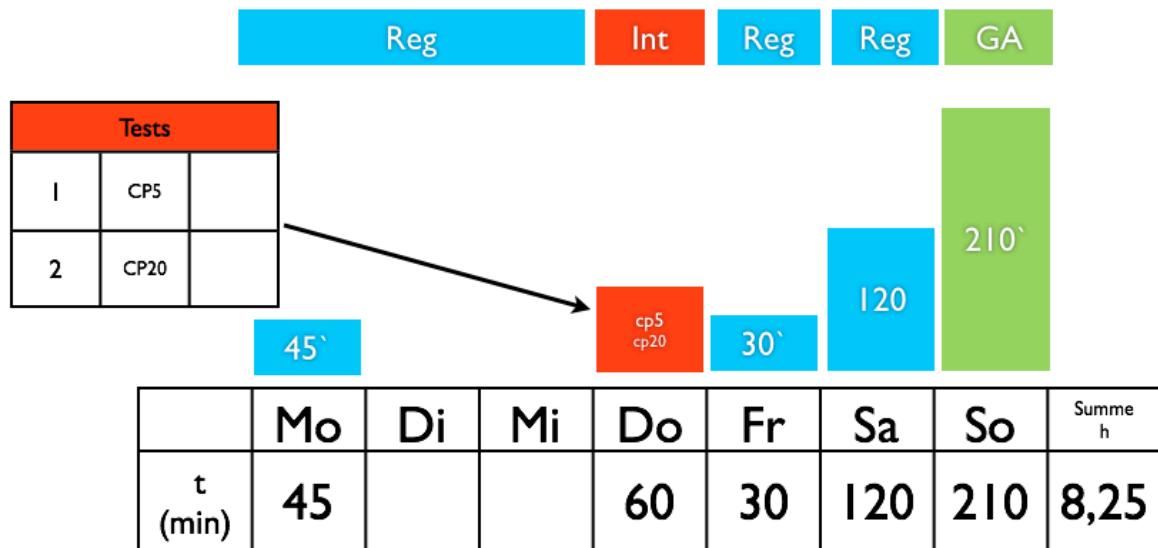 Reg Int Reg Reg GA
Tests
1 CP5
2 CP20
210`
120
cp5
cp20
45`
30`
Mo Di Mi Do Fr Sa So Summe
h
t
(min) 45 60 30 120 210 8,25